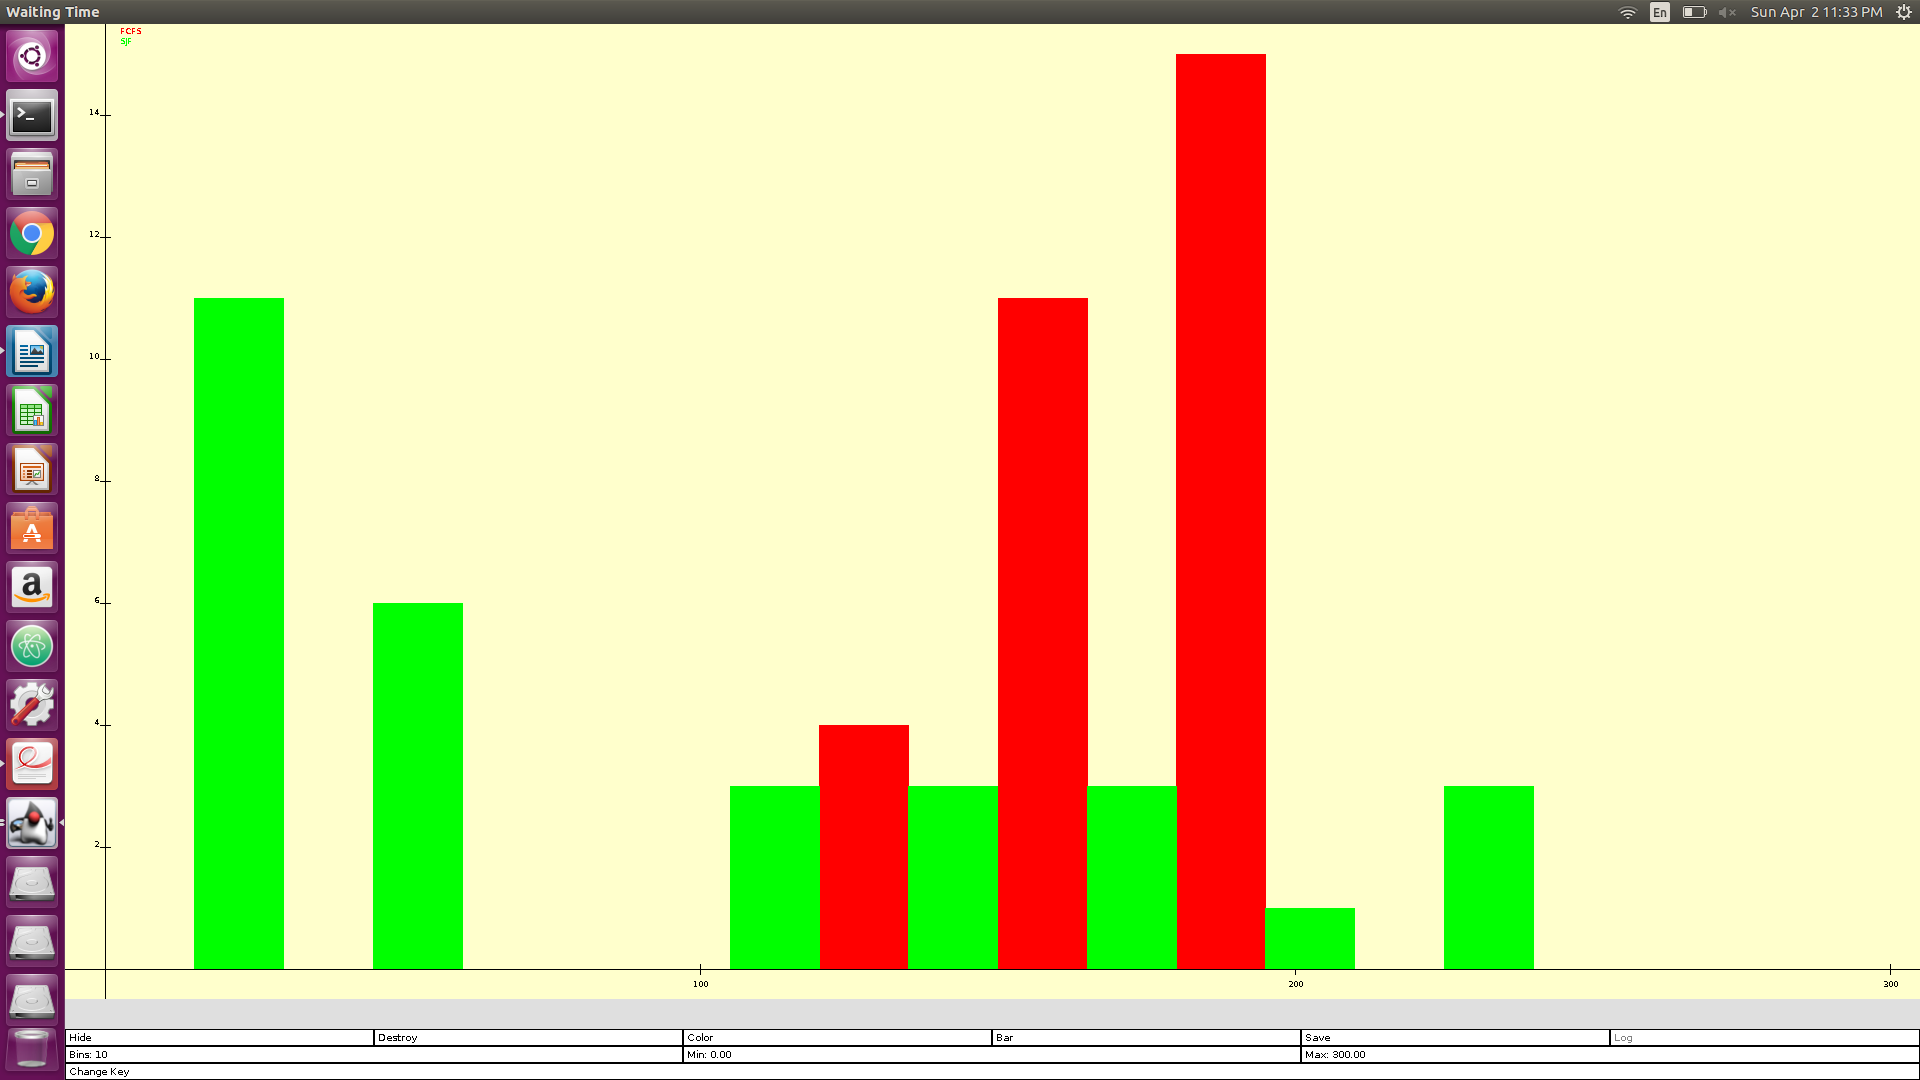 Waiting Time
En
Sun Apr 2 11:33 PM
FCFS
SJF
14
12
10
8
6
4
2
100
200
300
Hide
Destroy
Color
Bar
Save
Log
Bins: 10
Min: 0.00
Max: 300.00
Change Key